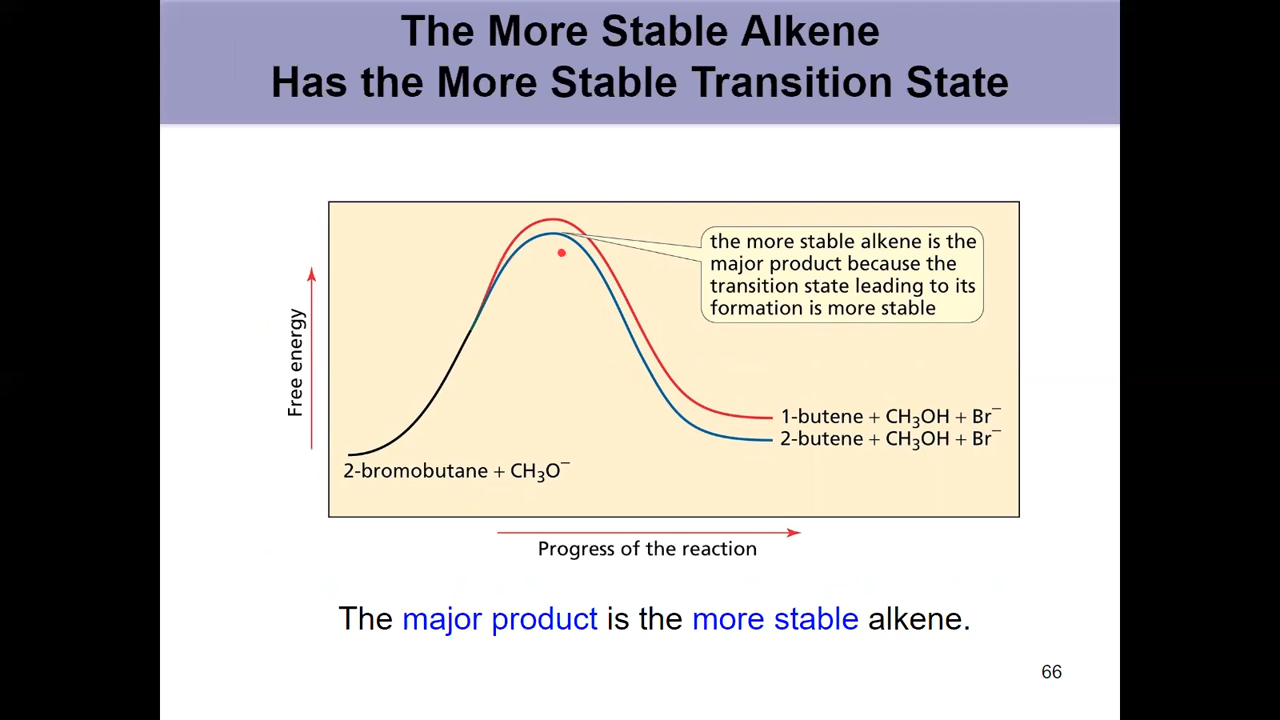 The More Stable Alkene
Has the More Stable Transition State
the more stable alkene is the
major product because the
transition state leading to its
formation is more stable
Free energy
1-butene + CH₃OH + Br⁻
2-butene + CH₃OH + Br⁻
2-bromobutane + CH₃O⁻
Progress of the reaction
The major product is the more stable alkene.
66